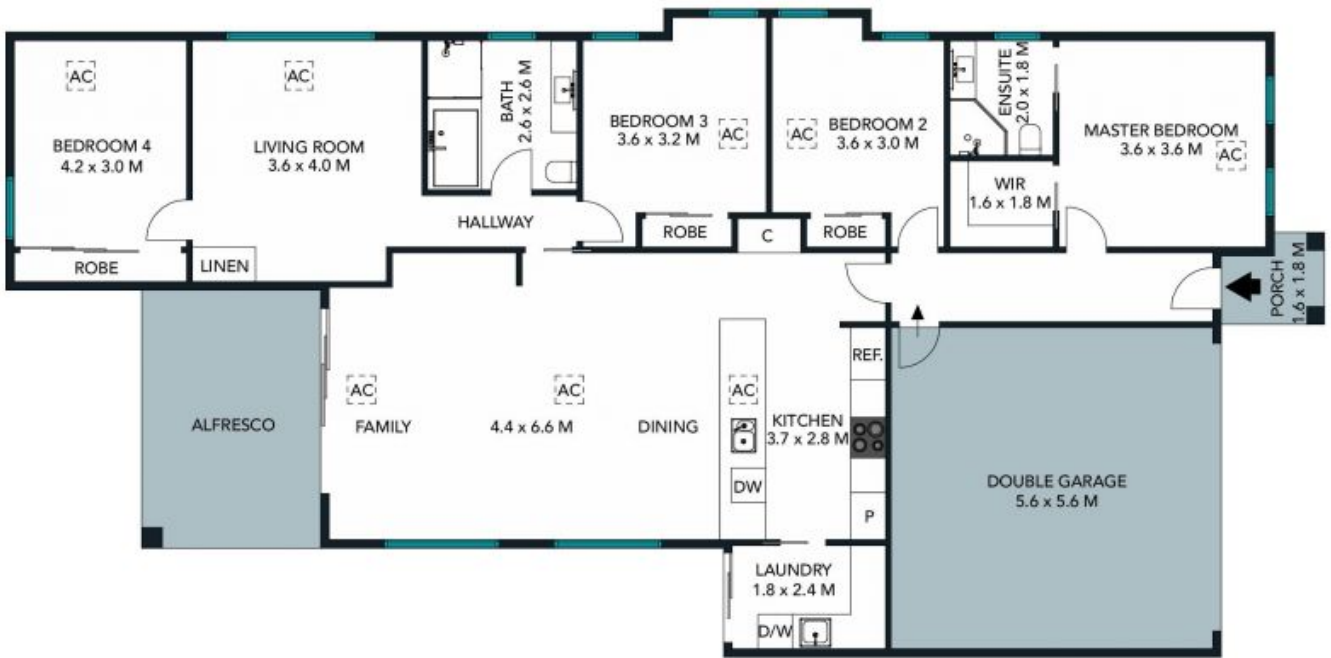 AC
BEDROOM 4
4.2 x 3.0 M
ROBE
AC
LIVING ROOM
3.6 x 4.0 M
LINEN
BATH
2.6 x 2.6 M
HALLWAY
BEDROOM 3
3.6 x 3.2 M
AC
ROBE
C
AC
BEDROOM 2
3.6 x 3.0 M
ROBE
ENSUITE
2.0 x 1.8 M
WIR
1.6 x 1.8 M
MASTER BEDROOM
3.6 x 3.6 M
AC
PORCH
1.6 x 1.8 M
ALFRESCO
AC
FAMILY
AC
4.4 x 6.6 M
DINING
AC
KITCHEN
3.7 x 2.8 M
REF.
DW
P
LAUNDRY
1.8 x 2.4 M
D/W
DOUBLE GARAGE
5.6 x 5.6 M